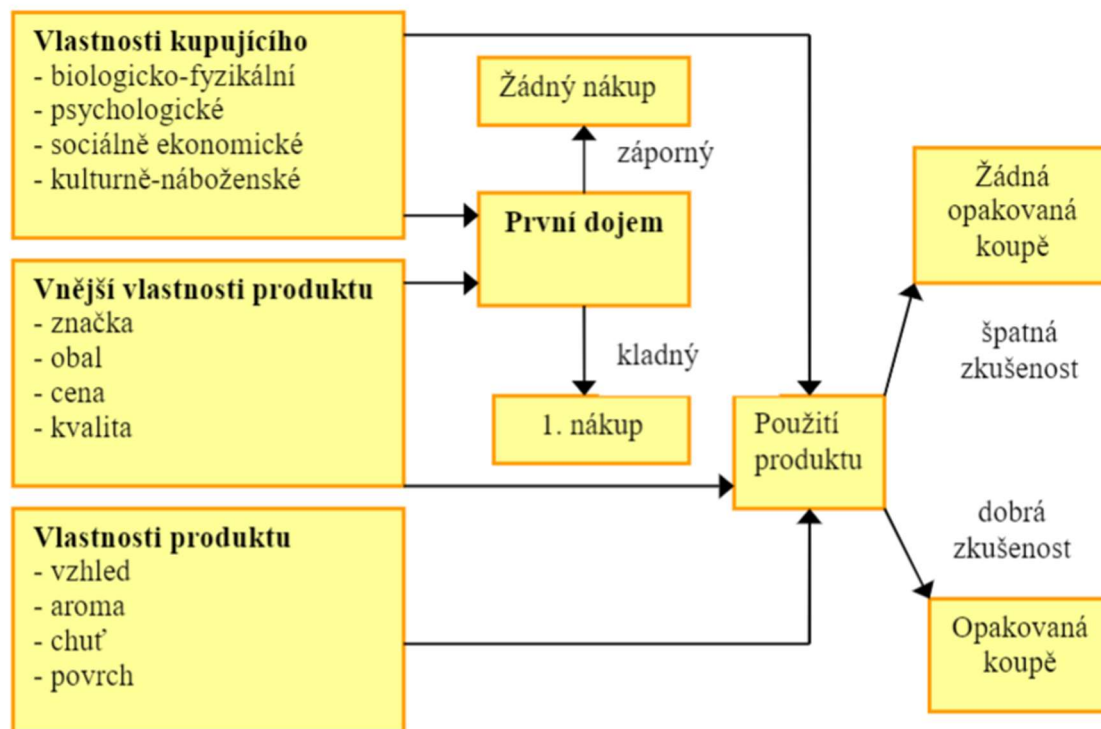 Vlastnosti kupujícího
- biologicko-fyzikální
- psychologické
- sociálně ekonomické
- kulturně-náboženské
Vnější vlastnosti produktu
- značka
- obal
- cena
- kvalita
Vlastnosti produktu
- vzhled
- aroma
- chuť
- povrch
Žádný nákup
záporný
První dojem
kladný
1. nákup
Použití
produktu
Žádná
opakovaná
koupě
špatná
zkušenost
dobrá
zkušenost
Opakovaná
koupě